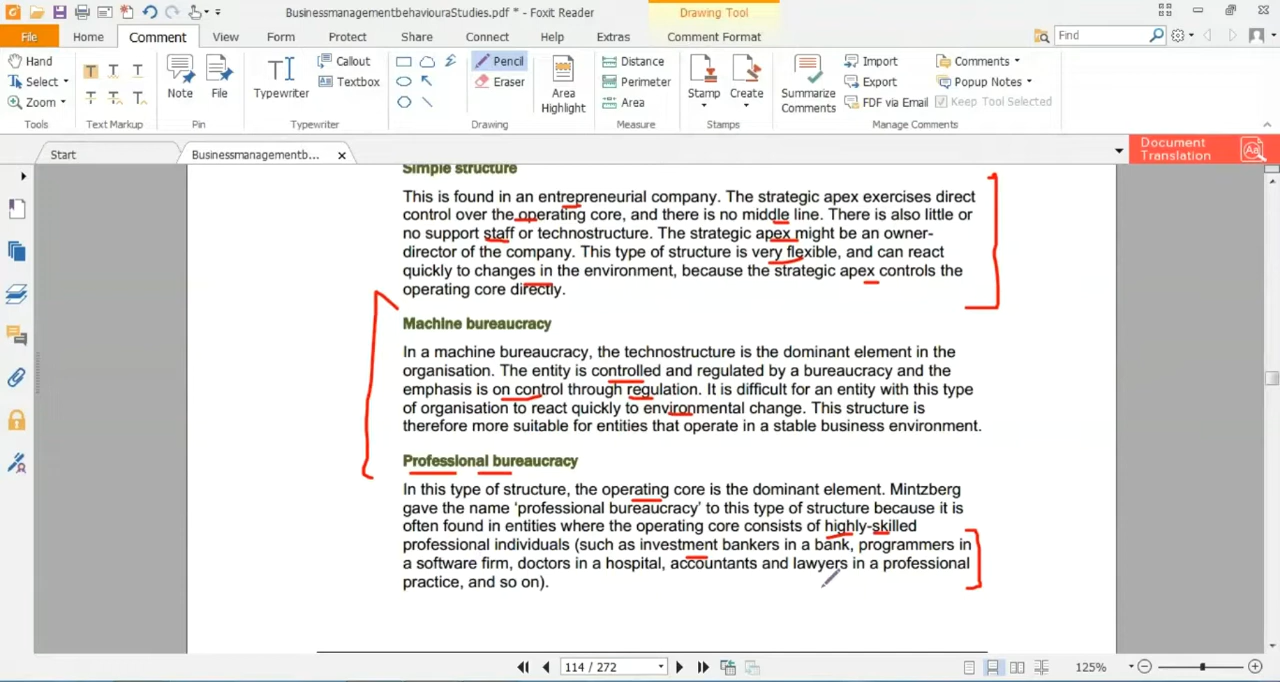 BusinessmanagementbehaviouraStudies.pdf * - Foxit Reader
Drawing Tool
File Home Comment View Form Protect Share Connect Help Extras Comment Format
Find
Hand
Select
Zoom
Tools
Text Markup
Note
File
Pin
Typewriter
Callout
Textbox
Typewriter
Pencil
Eraser
Area
Highlight
Drawing
Distance
Perimeter
Area
Measure
Stamp
Create
Stamps
Summarize
Comments
Import
Export
FDF via Email
Comments
Popup Notes
Keep Tool Selected
Manage Comments
Start
Businessmanagementb...
Document
Translation
Simple structure
This is found in an entrepreneurial company. The strategic apex exercises direct
control over the operating core, and there is no middle line. There is also little or
no support staff or technostructure. The strategic apex might be an owner-
director of the company. This type of structure is very flexible, and can react
quickly to changes in the environment, because the strategic apex controls the
operating core directly.
Machine bureaucracy
In a machine bureaucracy, the technostructure is the dominant element in the
organisation. The entity is controlled and regulated by a bureaucracy and the
emphasis is on control through regulation. It is difficult for an entity with this type
of organisation to react quickly to environmental change. This structure is
therefore more suitable for entities that operate in a stable business environment.
Professional bureaucracy
In this type of structure, the operating core is the dominant element. Mintzberg
gave the name ‘professional bureaucracy’ to this type of structure because it is
often found in entities where the operating core consists of highly-skilled
professional individuals (such as investment bankers in a bank, programmers in
a software firm, doctors in a hospital, accountants and lawyers in a professional
practice, and so on).
114 / 272
125%